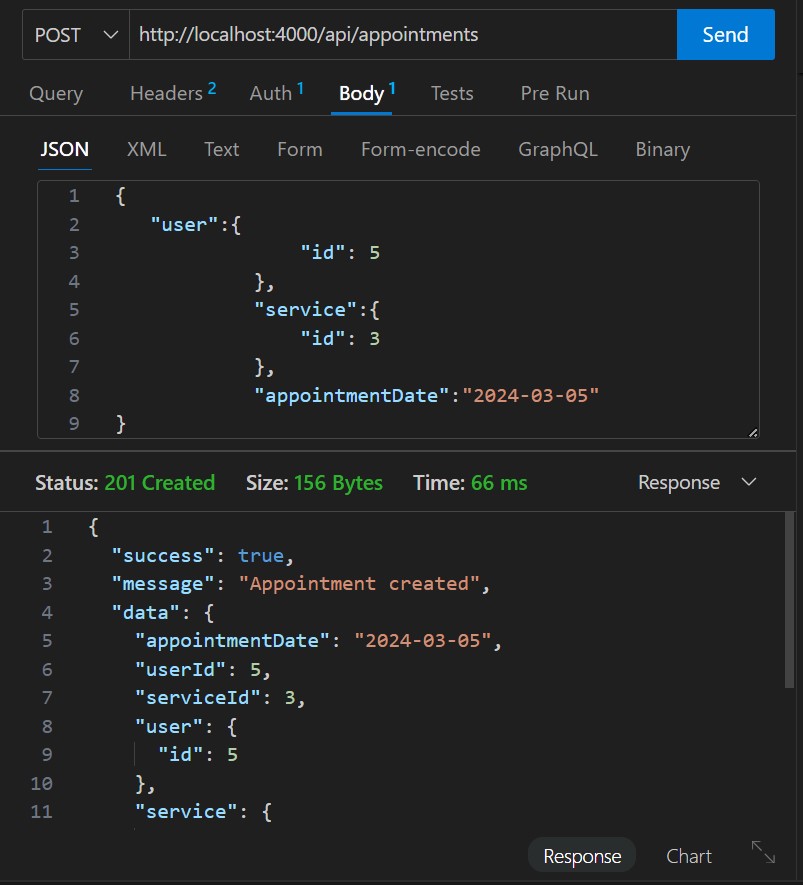 POST http://localhost:4000/api/appointments Send
Query Headers 2 Auth 1 Body 1 Tests Pre Run
JSON XML Text Form Form-encode GraphQL Binary
1 {
2 "user":{
3 "id": 5
4 },
5 "service":{
6 "id": 3
7 },
8 "appointmentDate":"2024-03-05"
9 }
Status: 201 Created Size: 156 Bytes Time: 66 ms Response
1 {
2 "success": true,
3 "message": "Appointment created",
4 "data": {
5 "appointmentDate": "2024-03-05",
6 "userId": 5,
7 "serviceId": 3,
8 "user": {
9 "id": 5
10 },
11 "service": {
Response Chart